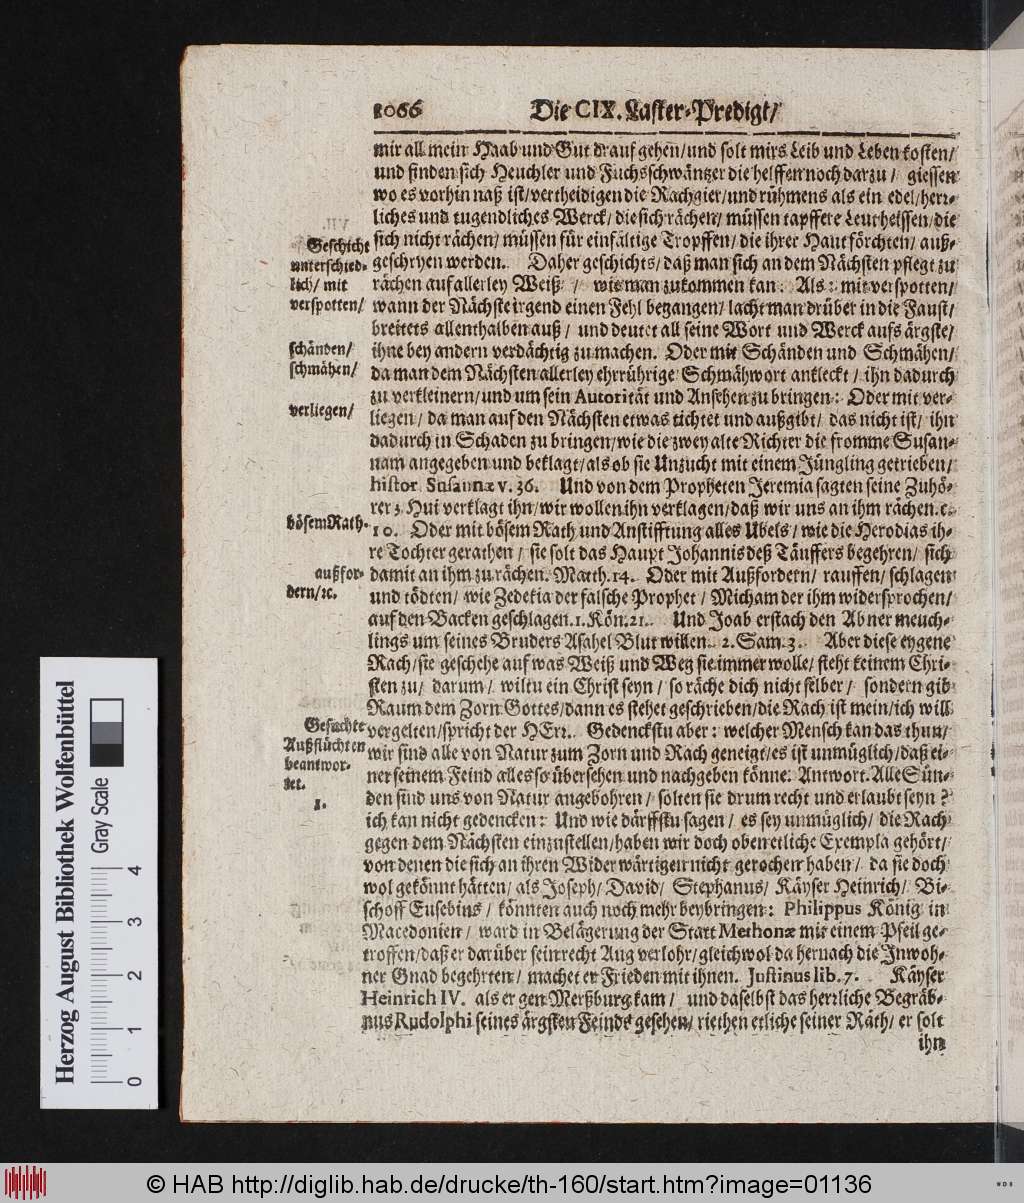 1066 Die CIX. Laster-Predigt/
mir all mein Haab und Gut drauf gehen/und solt mirs Leib und Leben kosten/
und finden sich Heuchler und Fuchsschwäntzer die helffen noch darzu/ giessen
wo es vorhin naß ist/vertheidigen die Rachgier/und rühmens als ein edel/herr-
liches und tugendliches Werck/die sich rächen/müssen tapffere Leut heissen/die
sich nicht rächen/müssen für einfältige Tropffen/die ihrer Haut förchten/auß-
geschryen werden. Daher geschichts/daß man sich an dem Nächsten pflegt zu
rächen auf allerley Weiß/ wie man zukommen kan: Als: mit verspotten/
wann der Nächste irgend einen Fehl begangen/lacht man drüber in die Faust/
breitets allenthalben auß/ und deutet all seine Wort und Werck aufs ärgste/
ihne bey andern verdächtig zu machen. Oder mit Schänden und Schmähen/
da man dem Nächsten allerley ehrrührige Schmähwort ankleckt/ihn dadurch
zu verkleinern/und um sein Autorität und Ansehen zu bringen: Oder mit ver-
liegen/da man auf den Nächsten etwas tichtet und außgibt/das nicht ist/ihn
dadurch in Schaden zu bringen/wie die zwey alte Richter die fromme Susan-
nam angegeben und beklagt/als ob sie Unzucht mit einem Jüngling getrieben/
histor. Susannæ v. 36. Und von dem Propheten Jeremia sagten seine Zuhö-
rer; Hui verklagt ihn/wir wollen ihn verklagen/daß wir uns an ihm rächen.c.
10. Oder mit bösem Rath und Anstifftung alles Ubels/wie die Herodias ih-
re Tochter gerathen/sie solt das Haupt Johannis deß Täuffers begehren/sich
damit an ihm zu rächen. Matth. 14. Oder mit Außfordern/rauffen/schlagen
und tödten/wie Zedekia der falsche Prophet/Micham der ihm widersprochen/
auf den Backen geschlagen. 1. Kön. 21. Und Joab erstach den Abner meuch-
lings um seines Bruders Asahel Blut willen. 2. Sam. 3. Aber diese eygene
Rach/sie geschehe auf was Weiß und Weg sie immer wolle/steht keinem Chri-
sten zu/darum/wiltu ein Christ seyn/so räche dich nicht selber/sondern gib
Raum dem Zorn Gottes/dann es stehet geschrieben/die Rach ist mein/ich will
vergelten/spricht der HErr. Gedenckstu aber: welcher Mensch kan das thun/
wir sind alle von Natur zum Zorn und Rach geneigt/es ist unmüglich/daß ei-
ner seinem Feind alles so übersehen und nachgeben könne. Antwort. Alle Sün-
den sind uns von Natur angebohren/solten sie drum recht und erlaubt seyn?
ich kan nicht gedencken: Und wie därffstu sagen/es sey unmüglich/die Rach
gegen dem Nächsten einzustellen/haben wir doch oben etliche Exempla gehört/
von denen die sich an ihren Widerwärtigen nicht gerochen haben/da sie doch
wol gekönnt hätten/als Joseph/David/Stephanus/Käyser Heinrich/Bi-
schoff Eusebius/könnten auch noch mehr beybringen: Philippus König in
Macedonien/ward in Belägerung der Statt Methonæ mit einem Pfeil ge-
troffen/daß er darüber sein recht Aug verlohr/gleichwol da hernach die Inwoh-
ner Gnad begehrten/machet er Frieden mit ihnen. Justinus lib. 7. Käyser
Heinrich IV. als er gen Merßburg kam/und daselbst das herrliche Begräb-
nus Rudolphi seines ärgsten Feinds gesehen/riethen etliche seiner Räth/er solt
ihn
Geschicht
unterschied-
lich/ mit
verspotten/
schänden/
schmähen/
verliegen/
bösem Rath.
außfor-
dern/ꝛc.
Gesuchte
Außflüchten
beantwor-
tet.
1.
Herzog August Bibliothek Wolfenbüttel
Gray Scale
0 1 2 3 4
© HAB http://diglib.hab.de/drucke/th-160/start.htm?image=01136